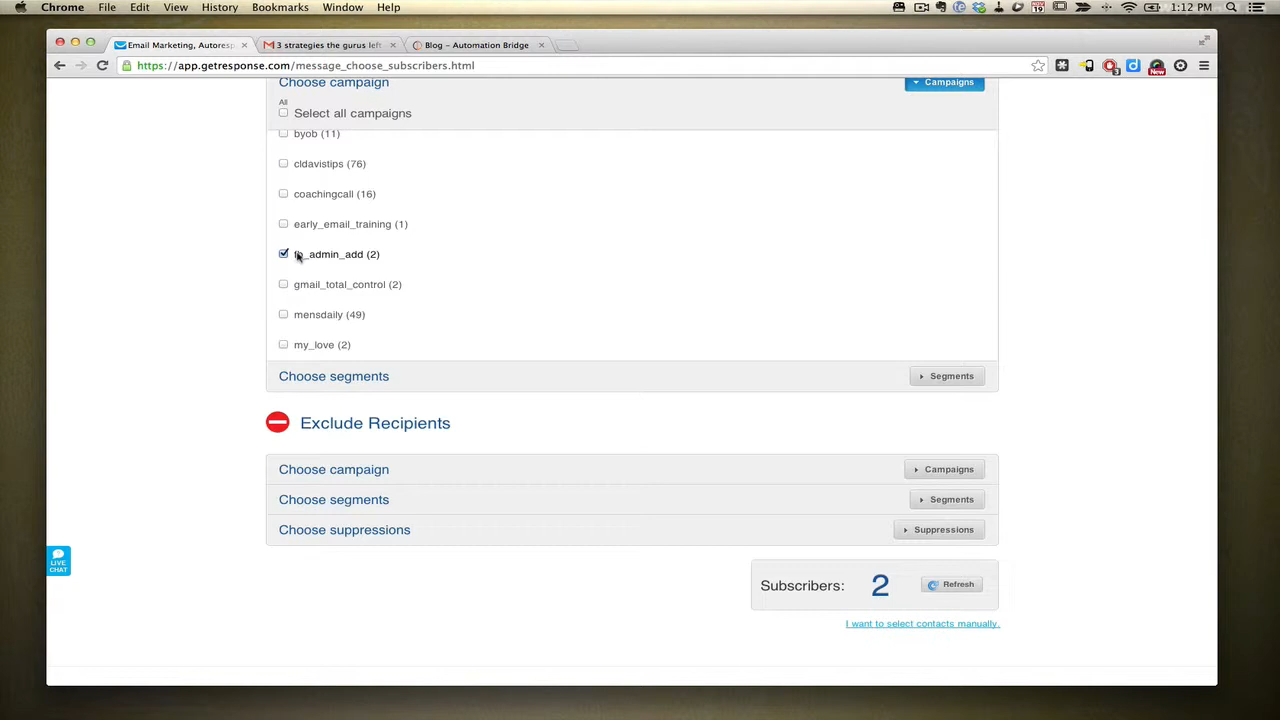 Chrome File Edit View History Bookmarks Window Help 19 1:12 PM
Email Marketing, Autoresp 3 strategies the gurus left Blog – Automation Bridge
https://app.getresponse.com/message_choose_subscribers.html 3 New
Choose campaign Campaigns
All
Select all campaigns
byob (11)
cldavistips (76)
coachingcall (16)
early_email_training (1)
_admin_add (2)
gmail_total_control (2)
mensdaily (49)
my_love (2)
Choose segments Segments
Exclude Recipients
Choose campaign Campaigns
Choose segments Segments
Choose suppressions Suppressions
LIVE
CHAT
Subscribers: 2 Refresh
I want to select contacts manually.